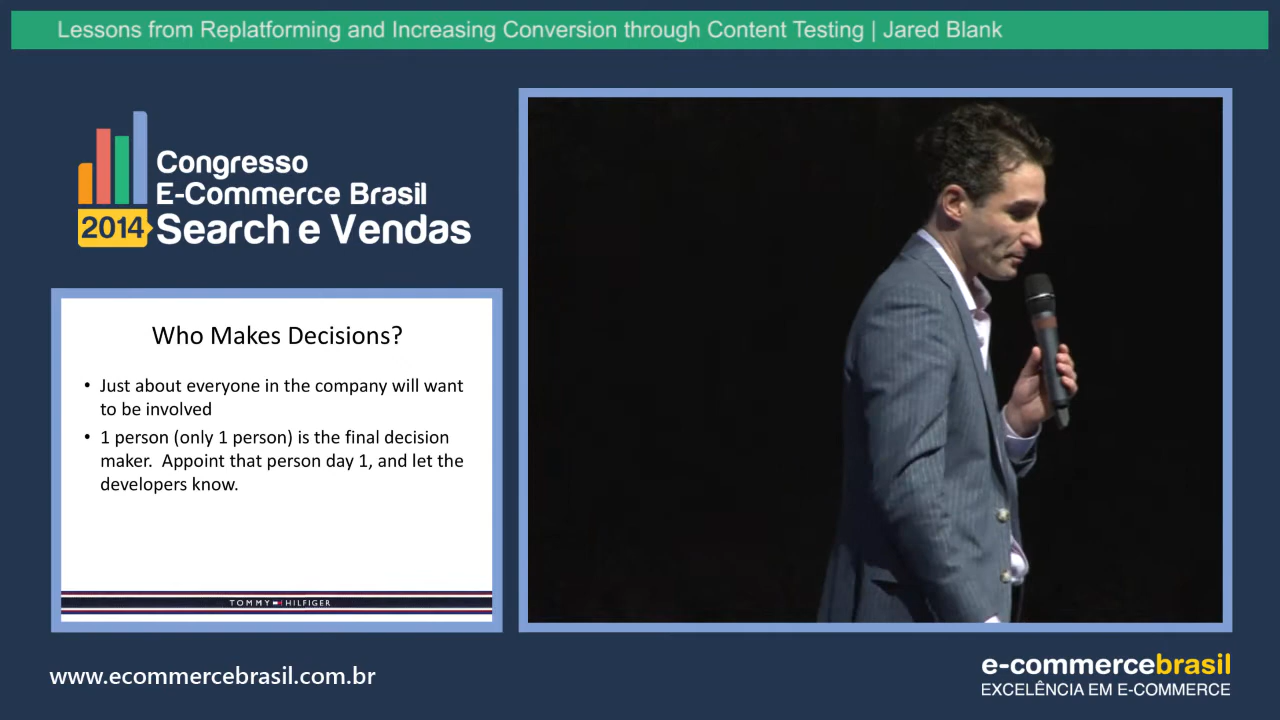 Lessons from Replatforming and Increasing Conversion through Content Testing | Jared Blank
Congresso
E-Commerce Brasil
2014 Search e Vendas
Who Makes Decisions?
• Just about everyone in the company will want
to be involved
• 1 person (only 1 person) is the final decision
maker. Appoint that person day 1, and let the
developers know.
TOMMY HILFIGER
www.ecommercebrasil.com.br
e-commercebrasil
EXCELÊNCIA EM E-COMMERCE